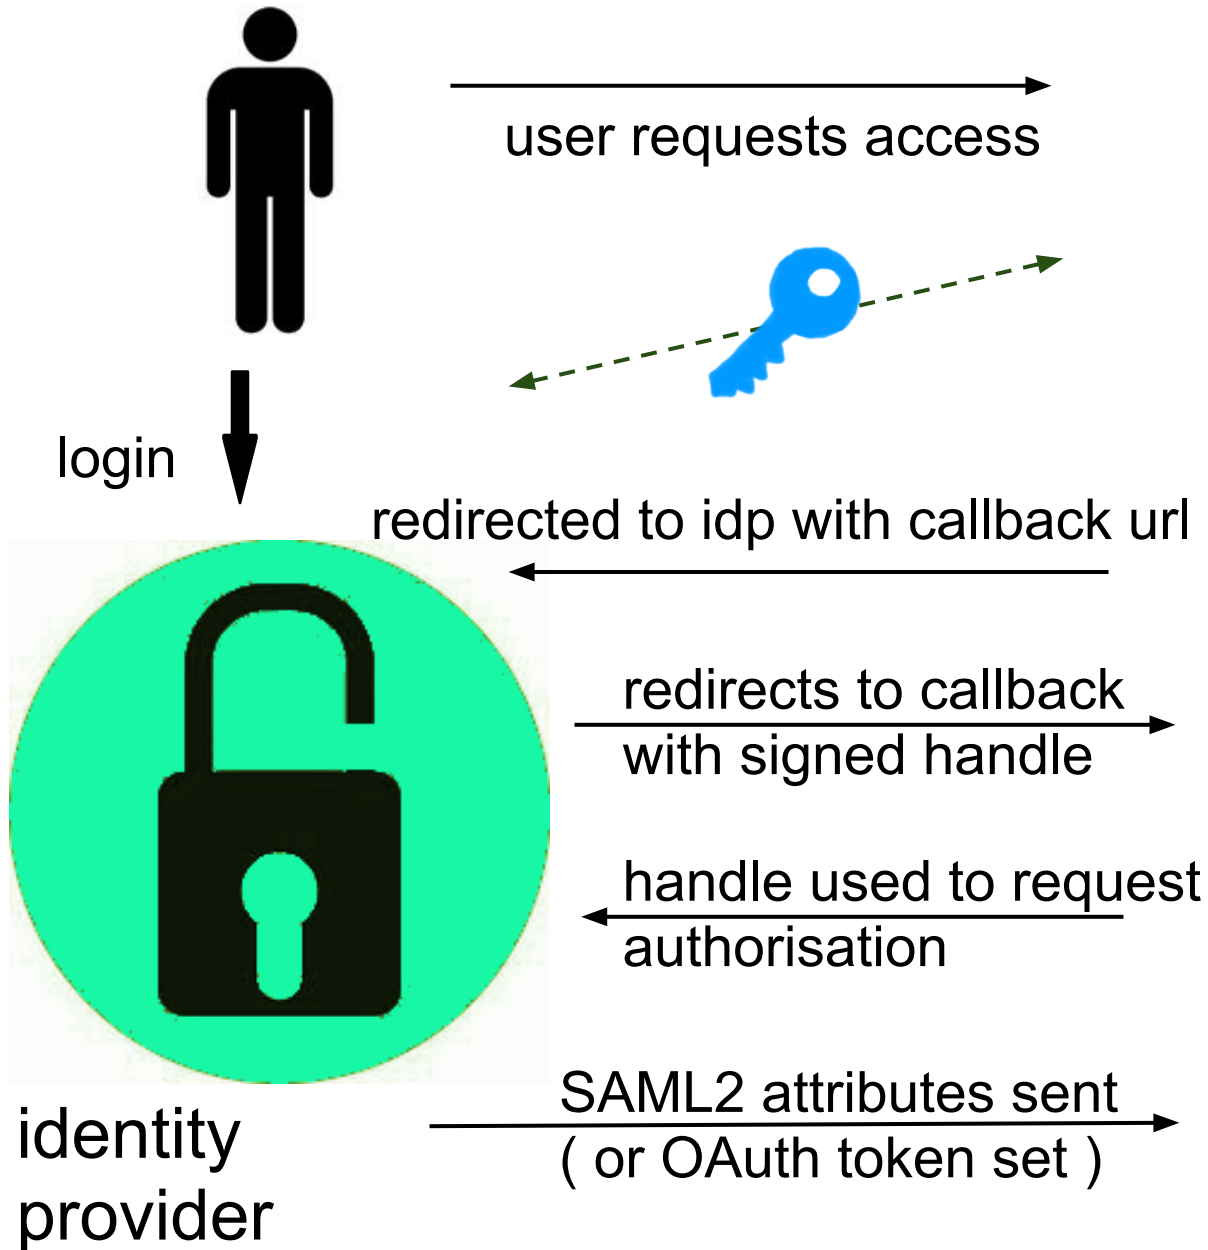 user requests access
login
redirected to idp with callback url
redirects to callback
with signed handle
handle used to request
authorisation
SAML2 attributes sent
( or OAuth token set )
identity
provider